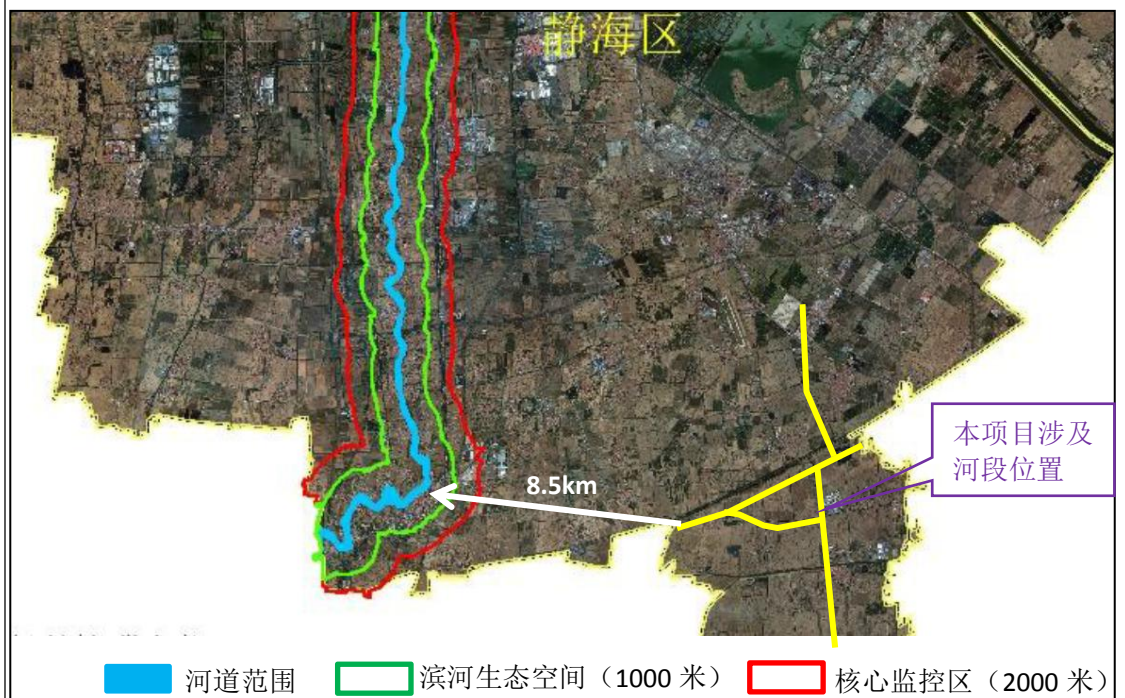 静海区
本项目涉及
河段位置
8.5km
河道范围
滨河生态空间（1000 米）
核心监控区（2000 米）